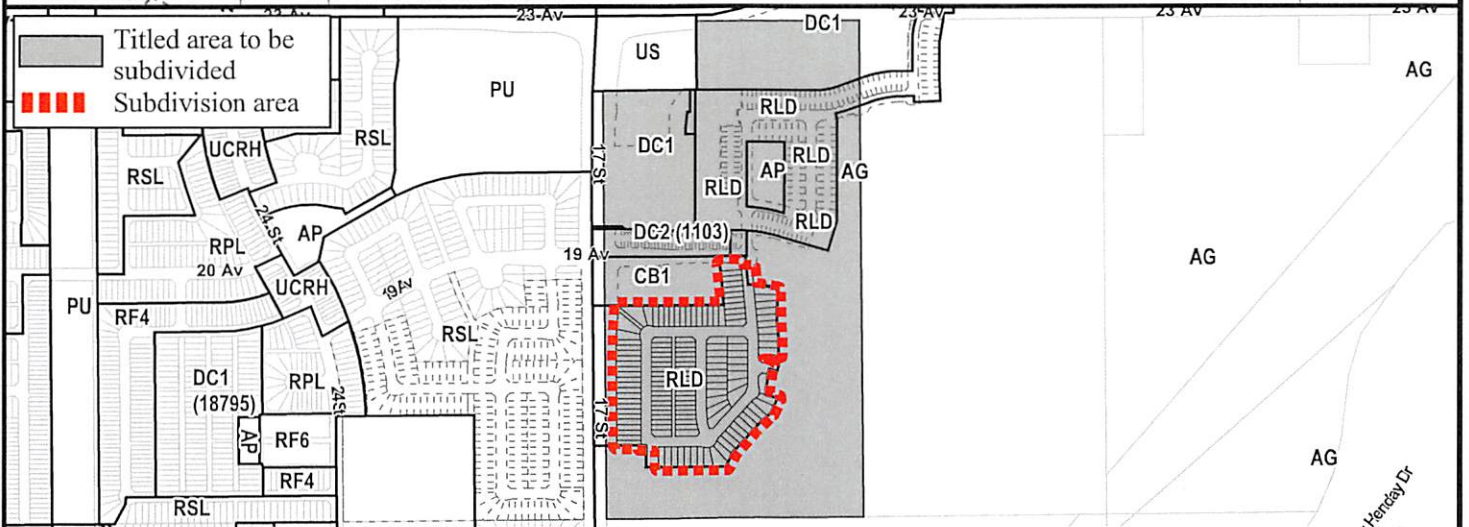 23 Av
23 Av
23 Av
23 Av
23 Av
Titled area to be
subdivided
Subdivision area
DC1
US
PU
AG
RLD
UCRH
RSL
DC1
RLD
RSL
17 St
AP
AG
RLD
24 St
AP
RLD
RPL
DC2 (1103)
19 Av
AG
20 Av
CB1
UCRH
19 Av
PU
RF4
RSL
DC1
(18795)
RPL
RLD
24 St
17 St
AP
RF6
AG
RF4
RSL
Henday Dr